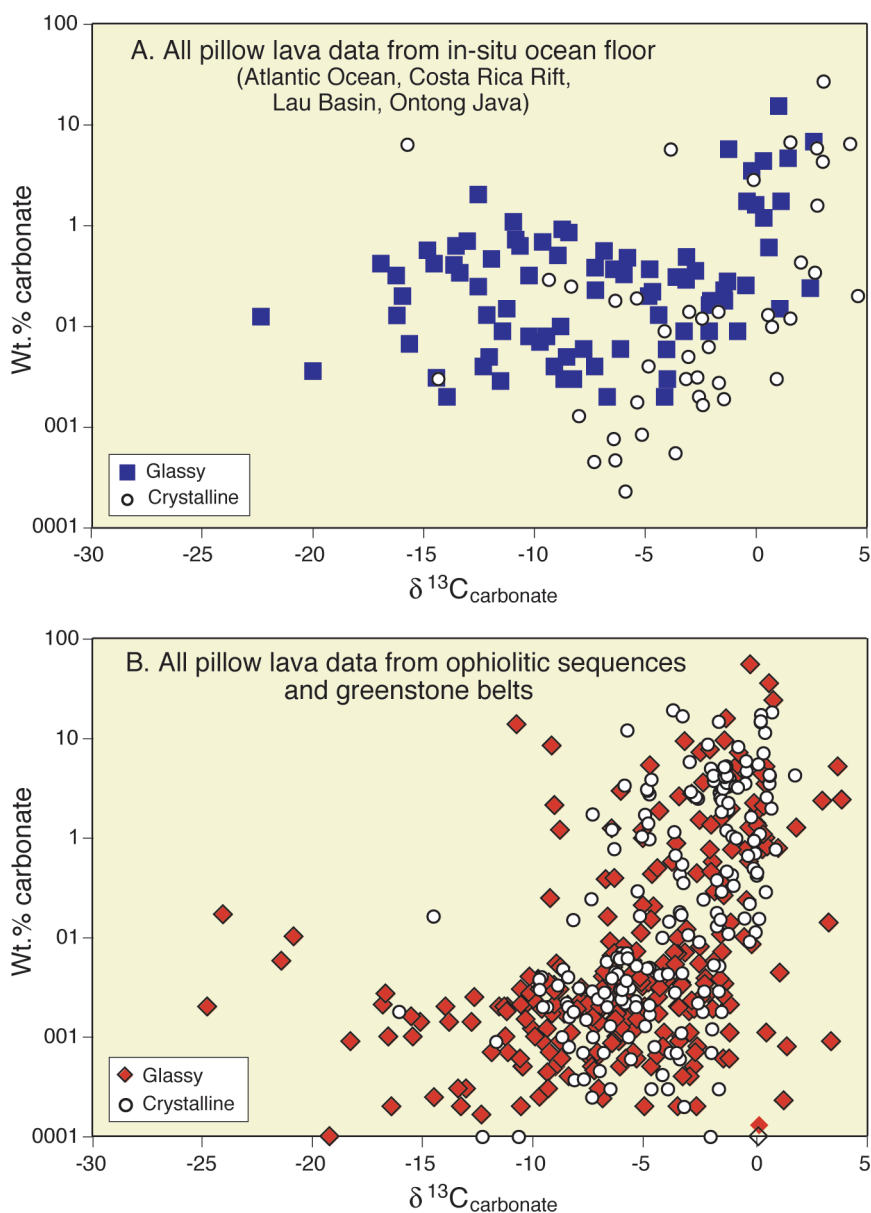 100
10
1
01
001
0001
Wt.% carbonate
A. All pillow lava data from in-situ ocean floor
(Atlantic Ocean, Costa Rica Rift,
Lau Basin, Ontong Java)
Glassy
Crystalline
-30 -25 -20 -15 -10 -5 0 5
δ 13Ccarbonate
100
10
1
01
001
0001
Wt.% carbonate
B. All pillow lava data from ophiolitic sequences
and greenstone belts
Glassy
Crystalline
-30 -25 -20 -15 -10 -5 0 5
δ 13Ccarbonate